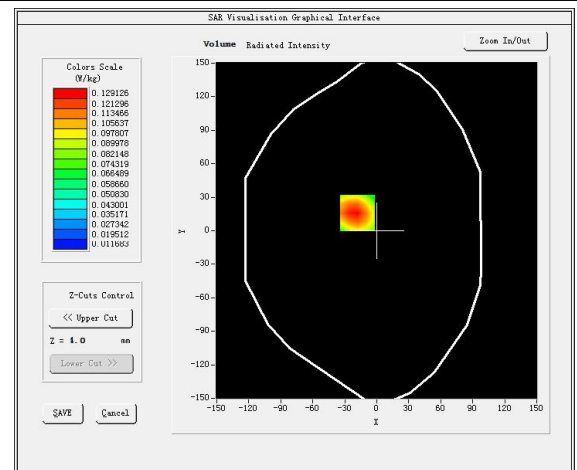 SAR Visualisation Graphical Interface
Volume Radiated Intensity
Zoom In/Out
Colors Scale
(W/kg)
0.129126
0.121296
0.113466
0.105637
0.097807
0.089978
0.082148
0.074319
0.066489
0.058660
0.050830
0.043001
0.035171
0.027342
0.019512
0.011683
Z-Cuts Control
<< Upper Cut
Z = 4.0 mm
Lower Cut >>
SAVE Cancel
150
120
90
60
30
0
-30
-60
-90
-120
-150
Y
-150 -120 -90 -60 -30 0 30 60 90 120 150
X